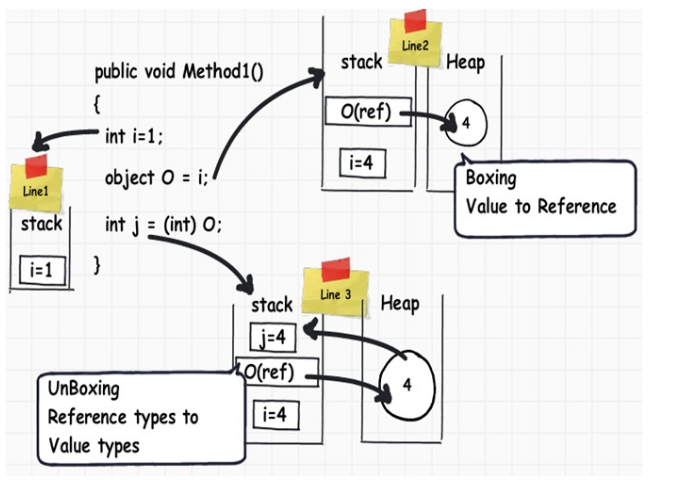 public void Method1()
{
int i=1;
object O = i;
int j = (int) O;
}
Line1
stack
i=1
Line2
stack
Heap
O(ref)
4
i=4
Boxing
Value to Reference
Line 3
stack
Heap
j=4
O(ref)
4
i=4
UnBoxing
Reference types to
Value types